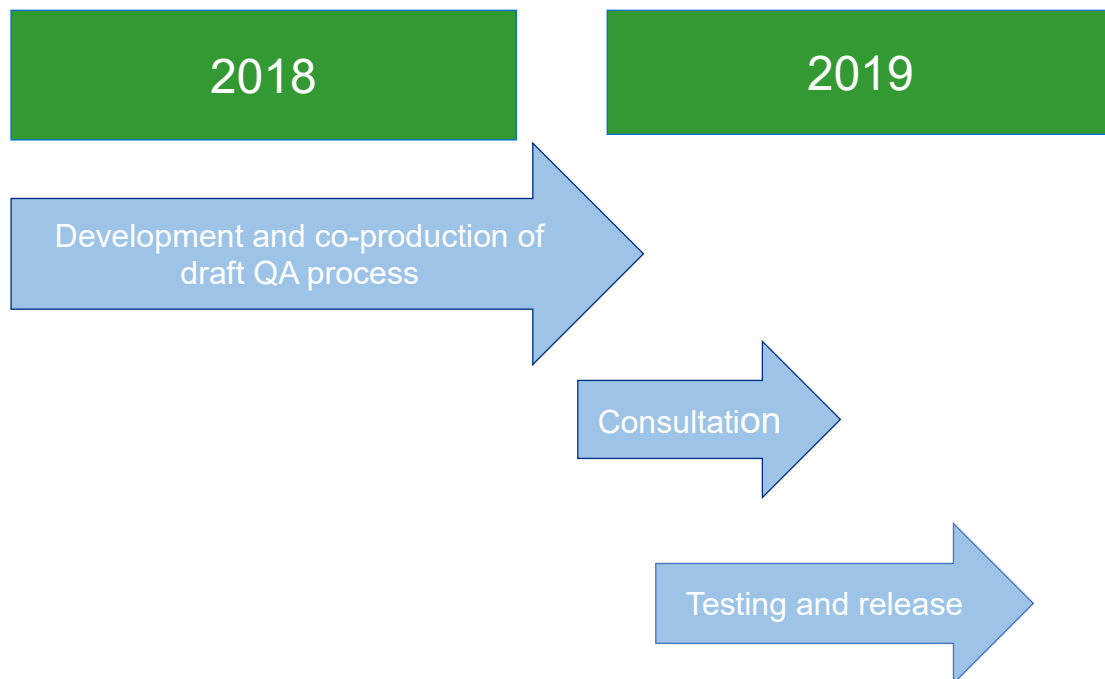 2018
2019
Development and co-production of
draft QA process
Consultation
Testing and release